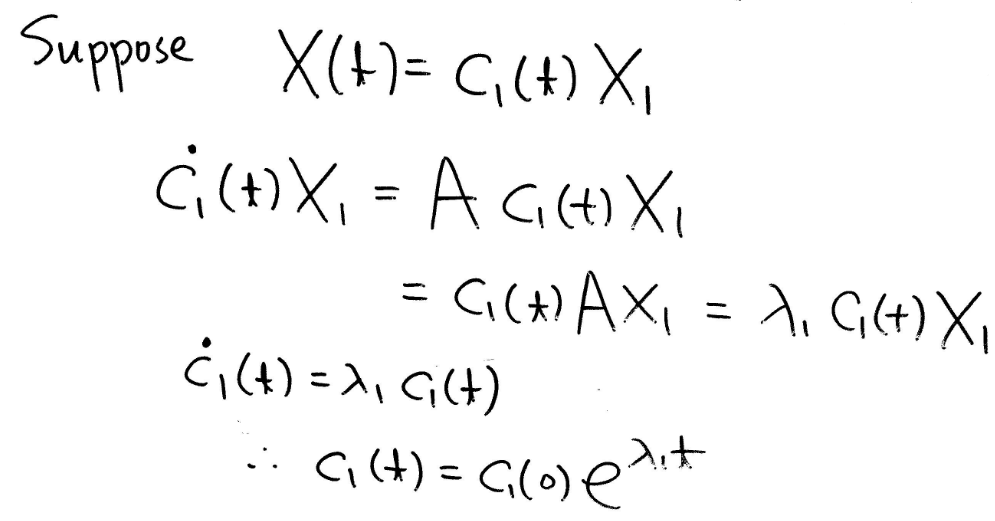 Suppose X(t) = C₁(t) X₁
Ċ₁(t) X₁ = A C₁(t) X₁
= C₁(t) A X₁ = λ₁ C₁(t) X₁
Ċ₁(t) = λ₁ C₁(t)
∴ C₁(t) = C₁(0) e^{λ₁t}